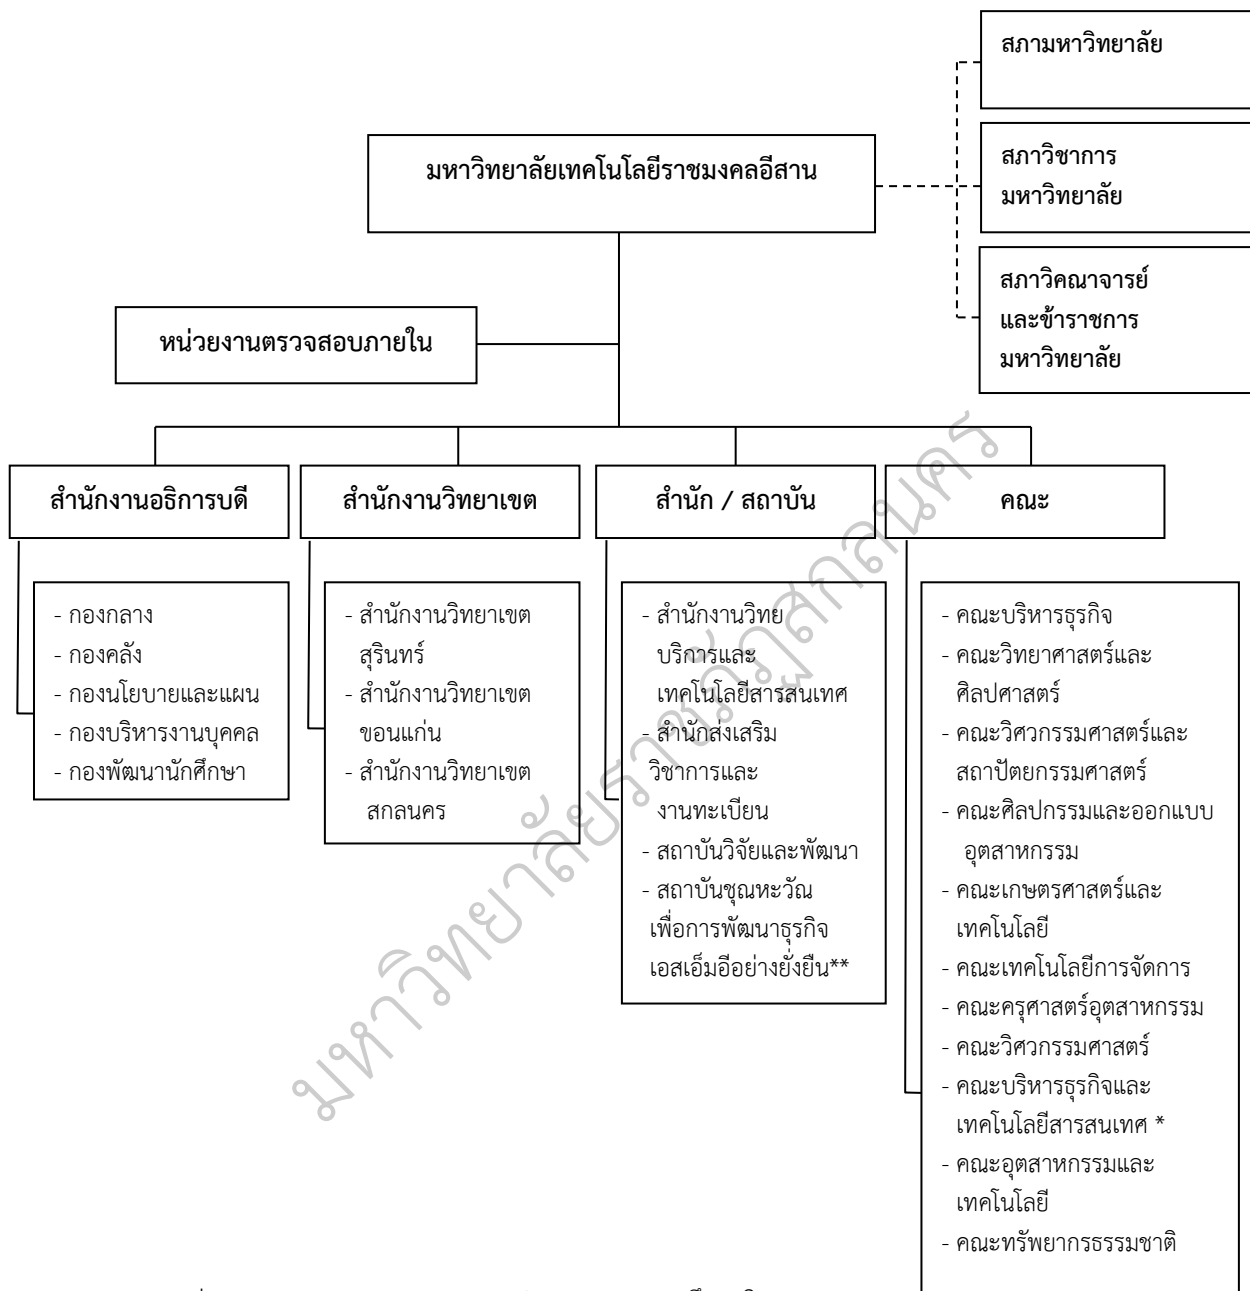 สภามหาวิทยาลัย
มหาวิทยาลัยเทคโนโลยีราชมงคลอีสาน
สภาวิชาการ
มหาวิทยาลัย
สภาวิคณาจารย์
และข้าราชการ
มหาวิทยาลัย
หน่วยงานตรวจสอบภายใน
สำนักงานอธิการบดี
- กองกลาง
- กองคลัง
- กองนโยบายและแผน
- กองบริหารงานบุคคล
- กองพัฒนานักศึกษา
สำนักงานวิทยาเขต
- สำนักงานวิทยาเขต
สุรินทร์
- สำนักงานวิทยาเขต
ขอนแก่น
- สำนักงานวิทยาเขต
สกลนคร
สำนัก / สถาบัน
- สำนักงานวิทย
บริการและ
เทคโนโลยีสารสนเทศ
- สำนักส่งเสริม
วิชาการและ
งานทะเบียน
- สถาบันวิจัยและพัฒนา
- สถาบันชุณหะวัณ
เพื่อการพัฒนาธุรกิจ
เอสเอ็มอีอย่างยั่งยืน**
คณะ
- คณะบริหารธุรกิจ
- คณะวิทยาศาสตร์และ
ศิลปศาสตร์
- คณะวิศวกรรมศาสตร์และ
สถาปัตยกรรมศาสตร์
- คณะศิลปกรรมและออกแบบ
อุตสาหกรรม
- คณะเกษตรศาสตร์และ
เทคโนโลยี
- คณะเทคโนโลยีการจัดการ
- คณะครุศาสตร์อุตสาหกรรม
- คณะวิศวกรรมศาสตร์
- คณะบริหารธุรกิจและ
เทคโนโลยีสารสนเทศ *
- คณะอุตสาหกรรมและ
เทคโนโลยี
- คณะทรัพยากรธรรมชาติ
มหาวิทยาลัยราชภัฏสกลนคร